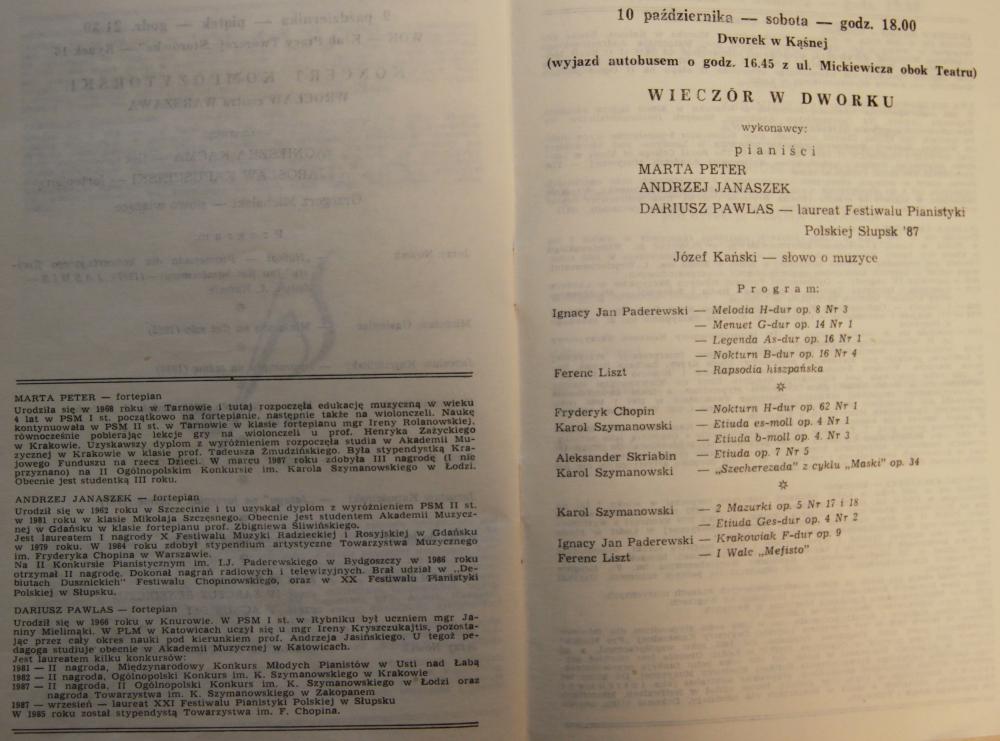 MARTA PETER — fortepian
Urodziła się w 1968 roku w Tarnowie i tutaj rozpoczęła edukację muzyczną w wieku
4 lat w PSM I st. początkowo na fortepianie, następnie także na wiolonczeli. Naukę
kontynuowała w PSM II st. w Tarnowie w klasie fortepianu mgr Ireny Rolanowskiej,
równocześnie pobierając lekcje gry na wiolonczeli u prof. Henryka Zażyckiego
w Krakowie. Uzyskawszy dyplom z wyróżnieniem rozpoczęła studia w Akademii Mu-
zycznej w Krakowie w klasie prof. Tadeusza Żmudzińskiego. Była stypendystką Kra-
jowego Funduszu na rzecz Dzieci. W marcu 1987 roku zdobyła III nagrodę (I nie
przyznano) na II Ogólnopolskim Konkursie im. Karola Szymanowskiego w Łodzi.
Obecnie jest studentką III roku.
ANDRZEJ JANASZEK — fortepian
Urodził się w 1962 roku w Szczecinie i tu uzyskał dyplom z wyróżnieniem PSM II st.
w 1981 roku w klasie Mikołaja Szczęsnego. Obecnie jest studentem Akademii Muzycz-
nej w Gdańsku w klasie fortepianu prof. Zbigniewa Śliwińskiego.
Jest laureatem I nagrody X Festiwalu Muzyki Radzieckiej i Rosyjskiej w Gdańsku
w 1979 roku. W 1984 roku zdobył stypendium artystyczne Towarzystwa Muzycznego
im. Fryderyka Chopina w Warszawie.
Na II Konkursie Pianistycznym im. I.J. Paderewskiego w Bydgoszczy w 1986 roku
otrzymał II nagrodę. Dokonał nagrań radiowych i telewizyjnych. Brał udział w „De-
biutach Dusznickich" Festiwalu Chopinowskiego, oraz w XX Festiwalu Pianistyki
Polskiej w Słupsku.
DARIUSZ PAWLAS — fortepian
Urodził się w 1966 roku w Knurowie. W PSM I st. w Rybniku był uczniem mgr Ja-
niny Mielimąki. W PLM w Katowicach uczył się u mgr Ireny Kryszczukajtis, pozosta-
jąc przez cały okres nauki pod kierunkiem prof. Andrzeja Jasińskiego. U tegoż pe-
dagoga studiuje obecnie w Akademii Muzycznej w Katowicach.
Jest laureatem kilku konkursów:
1981 — II nagroda, Międzynarodowy Konkurs Młodych Pianistów w Usti nad Łabą
1982 — II nagroda, Ogólnopolski Konkurs im. K. Szymanowskiego w Krakowie
1987 — II nagroda, II Ogólnopolski Konkurs im. K. Szymanowskiego w Łodzi oraz
nagroda Towarzystwa im. K. Szymanowskiego w Zakopanem
1987 — wrzesień — laureat XXI Festiwalu Pianistyki Polskiej w Słupsku
W 1985 roku został stypendystą Towarzystwa im. F. Chopina.
10 października — sobota — godz. 18.00
Dworek w Kąśnej
(wyjazd autobusem o godz. 16.45 z ul. Mickiewicza obok Teatru)
WIECZÓR W DWORKU
wykonawcy:
pianiści
MARTA PETER
ANDRZEJ JANASZEK
DARIUSZ PAWLAS — laureat Festiwalu Pianistyki
Polskiej Słupsk '87
Józef Kański — słowo o muzyce
Program:
Ignacy Jan Paderewski — Melodia H-dur op. 8 Nr 3
— Menuet G-dur op. 14 Nr 1
— Legenda As-dur op. 16 Nr 1
— Nokturn B-dur op. 16 Nr 4
Ferenc Liszt — Rapsodia hiszpańska
Fryderyk Chopin — Nokturn H-dur op. 62 Nr 1
Karol Szymanowski — Etiuda es-moll op. 4 Nr 1
— Etiuda b-moll op. 4. Nr 3
Aleksander Skriabin — Etiuda op. 7 Nr 5
Karol Szymanowski — „Szecherezada" z cyklu „Maski" op. 34
Karol Szymanowski — 2 Mazurki op. 5 Nr 17 i 18
— Etiuda Ges-dur op. 4 Nr 2
Ignacy Jan Paderewski — Krakowiak F-dur op. 9
Ferenc Liszt — I Walc „Mefisto"